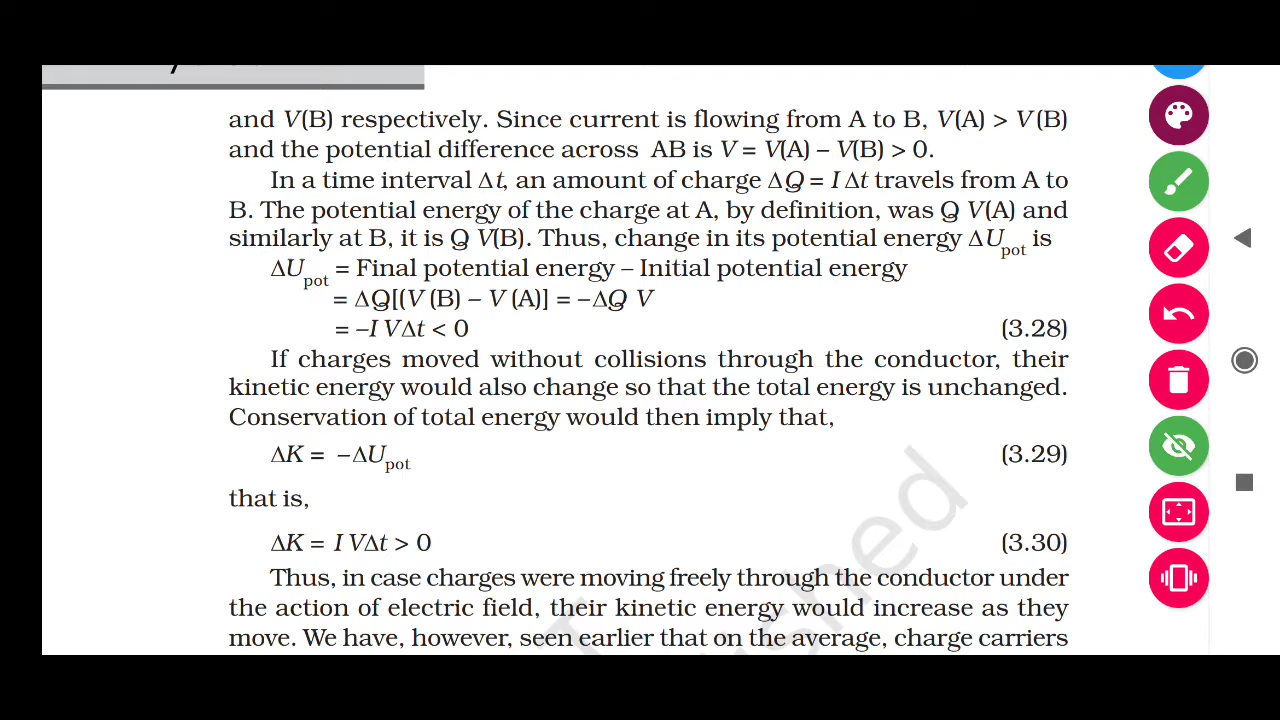 and V(B) respectively. Since current is flowing from A to B, V(A) > V (B)
and the potential difference across AB is V = V(A) – V(B) > 0.
In a time interval Δt, an amount of charge ΔQ = I Δt travels from A to
B. The potential energy of the charge at A, by definition, was Q V(A) and
similarly at B, it is Q V(B). Thus, change in its potential energy ΔUpot is
ΔUpot = Final potential energy – Initial potential energy
= ΔQ[(V (B) – V (A)] = –ΔQ V
= –I VΔt < 0 (3.28)
If charges moved without collisions through the conductor, their
kinetic energy would also change so that the total energy is unchanged.
Conservation of total energy would then imply that,
ΔK = –ΔUpot (3.29)
that is,
ΔK = I VΔt > 0 (3.30)
Thus, in case charges were moving freely through the conductor under
the action of electric field, their kinetic energy would increase as they
move. We have, however, seen earlier that on the average, charge carriers